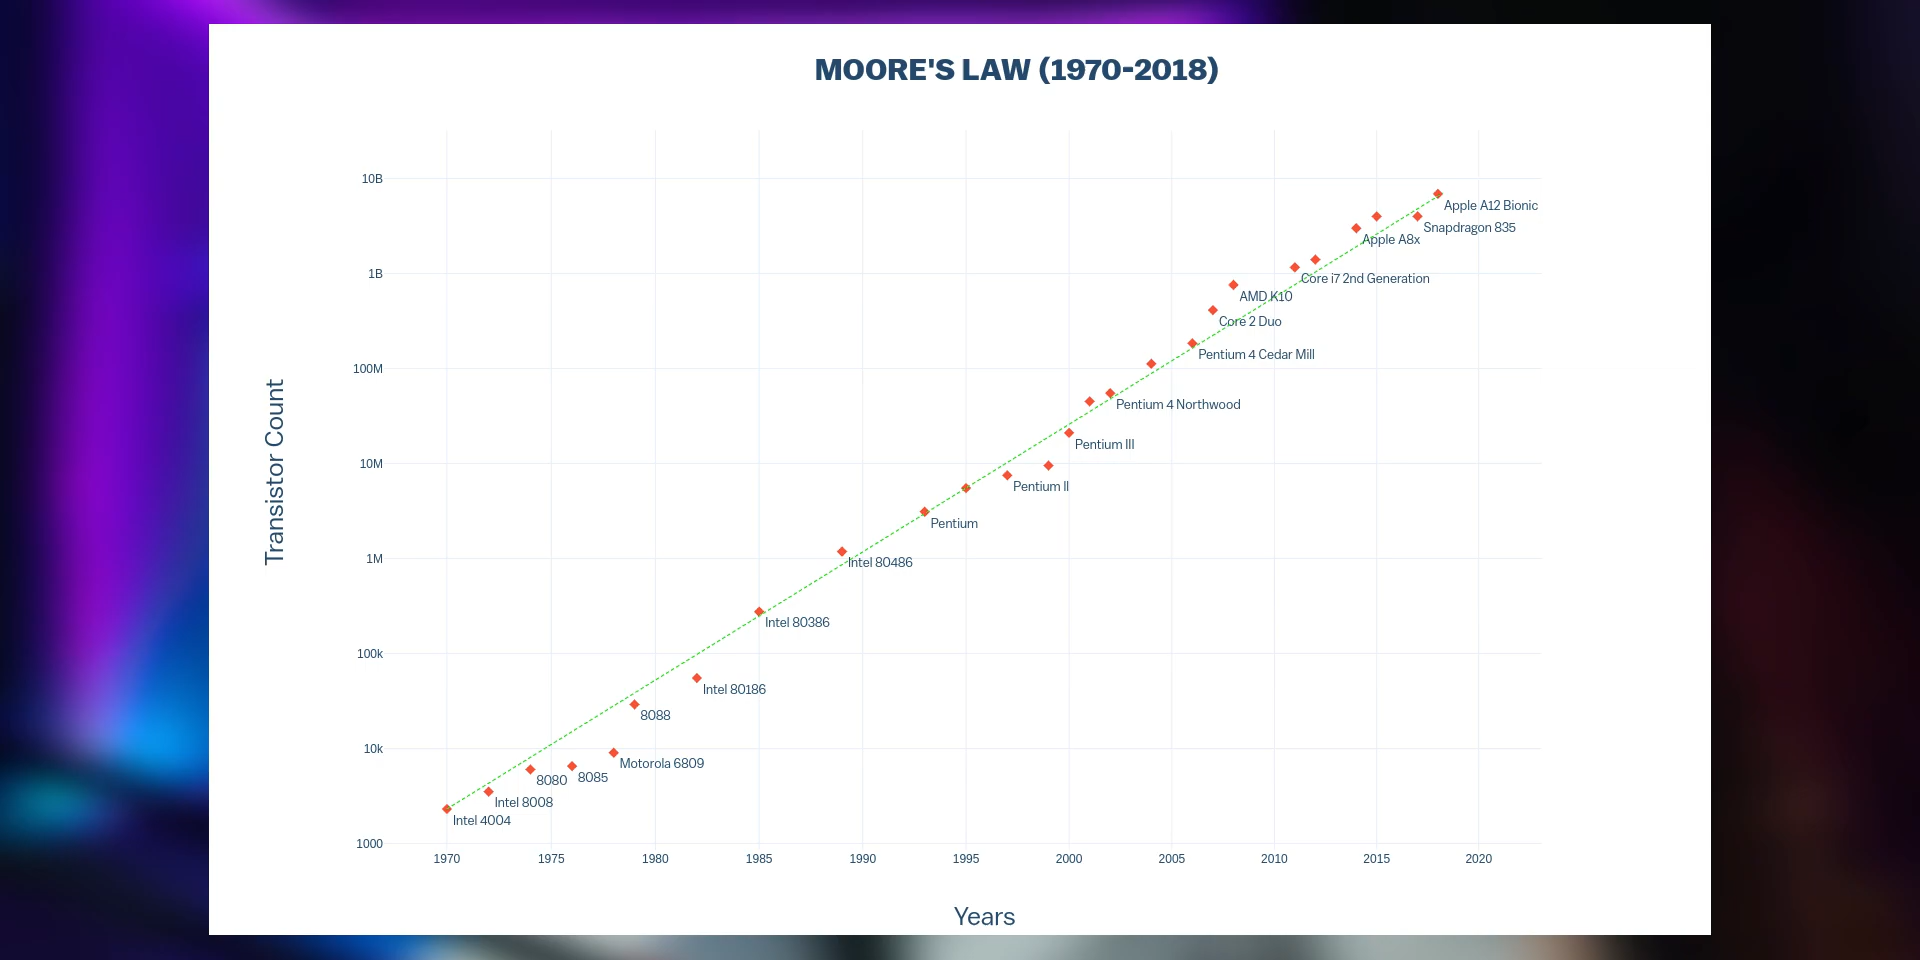 MOORE'S LAW (1970-2018)
10B
1B
100M
10M
1M
100k
10k
1000
Transistor Count
Apple A12 Bionic
Snapdragon 835
Apple A8x
Core i7 2nd Generation
AMD K10
Core 2 Duo
Pentium 4 Cedar Mill
Pentium 4 Northwood
Pentium III
Pentium II
Pentium
Intel 80486
Intel 80386
Intel 80186
8088
Motorola 6809
8085
8080
Intel 8008
Intel 4004
1970 1975 1980 1985 1990 1995 2000 2005 2010 2015 2020
Years